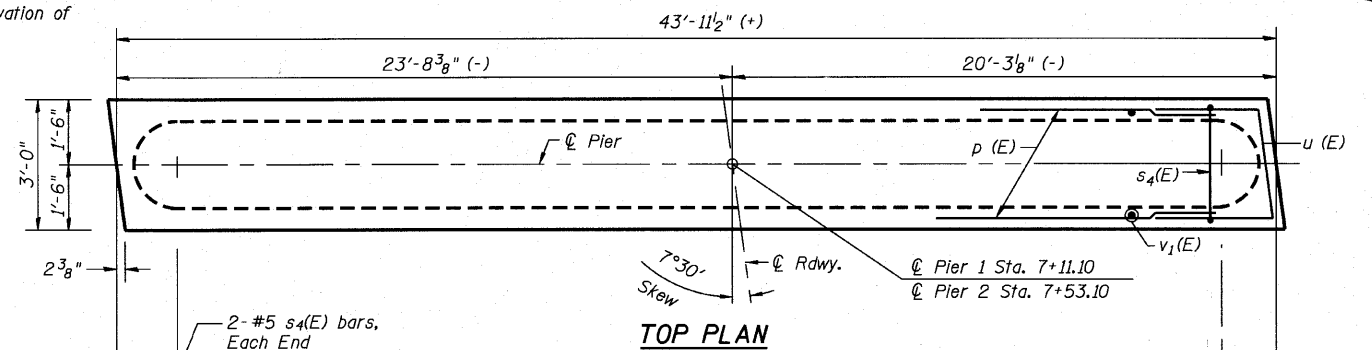 vation of
43'-11½" (+)
23'-8⅜" (-)
20'-3⅛" (-)
3'-0"
1'-6"
1'-6"
℄ Pier
p (E)
s4(E)
u (E)
v1(E)
2⅜"
7°30'
Skew
℄ Rdwy.
℄ Pier 1 Sta. 7+11.10
℄ Pier 2 Sta. 7+53.10
2-#5 s4(E) bars,
Each End
TOP PLAN